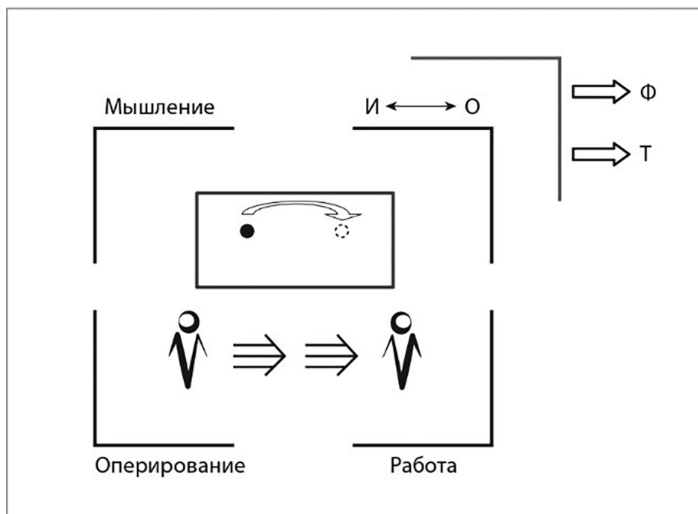 Ф
Мышление
И О
Т
Оперирование
Работа